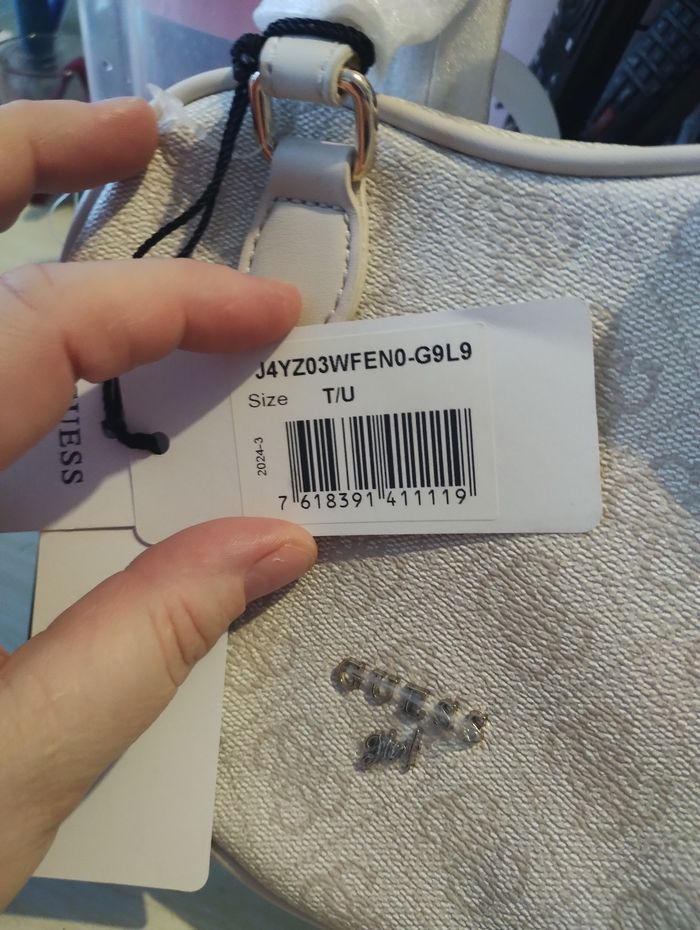 J4YZ03WFEN0-G9L9
Size T/U
2024-3
7 618391 411119
GUESS
GUESS
girl